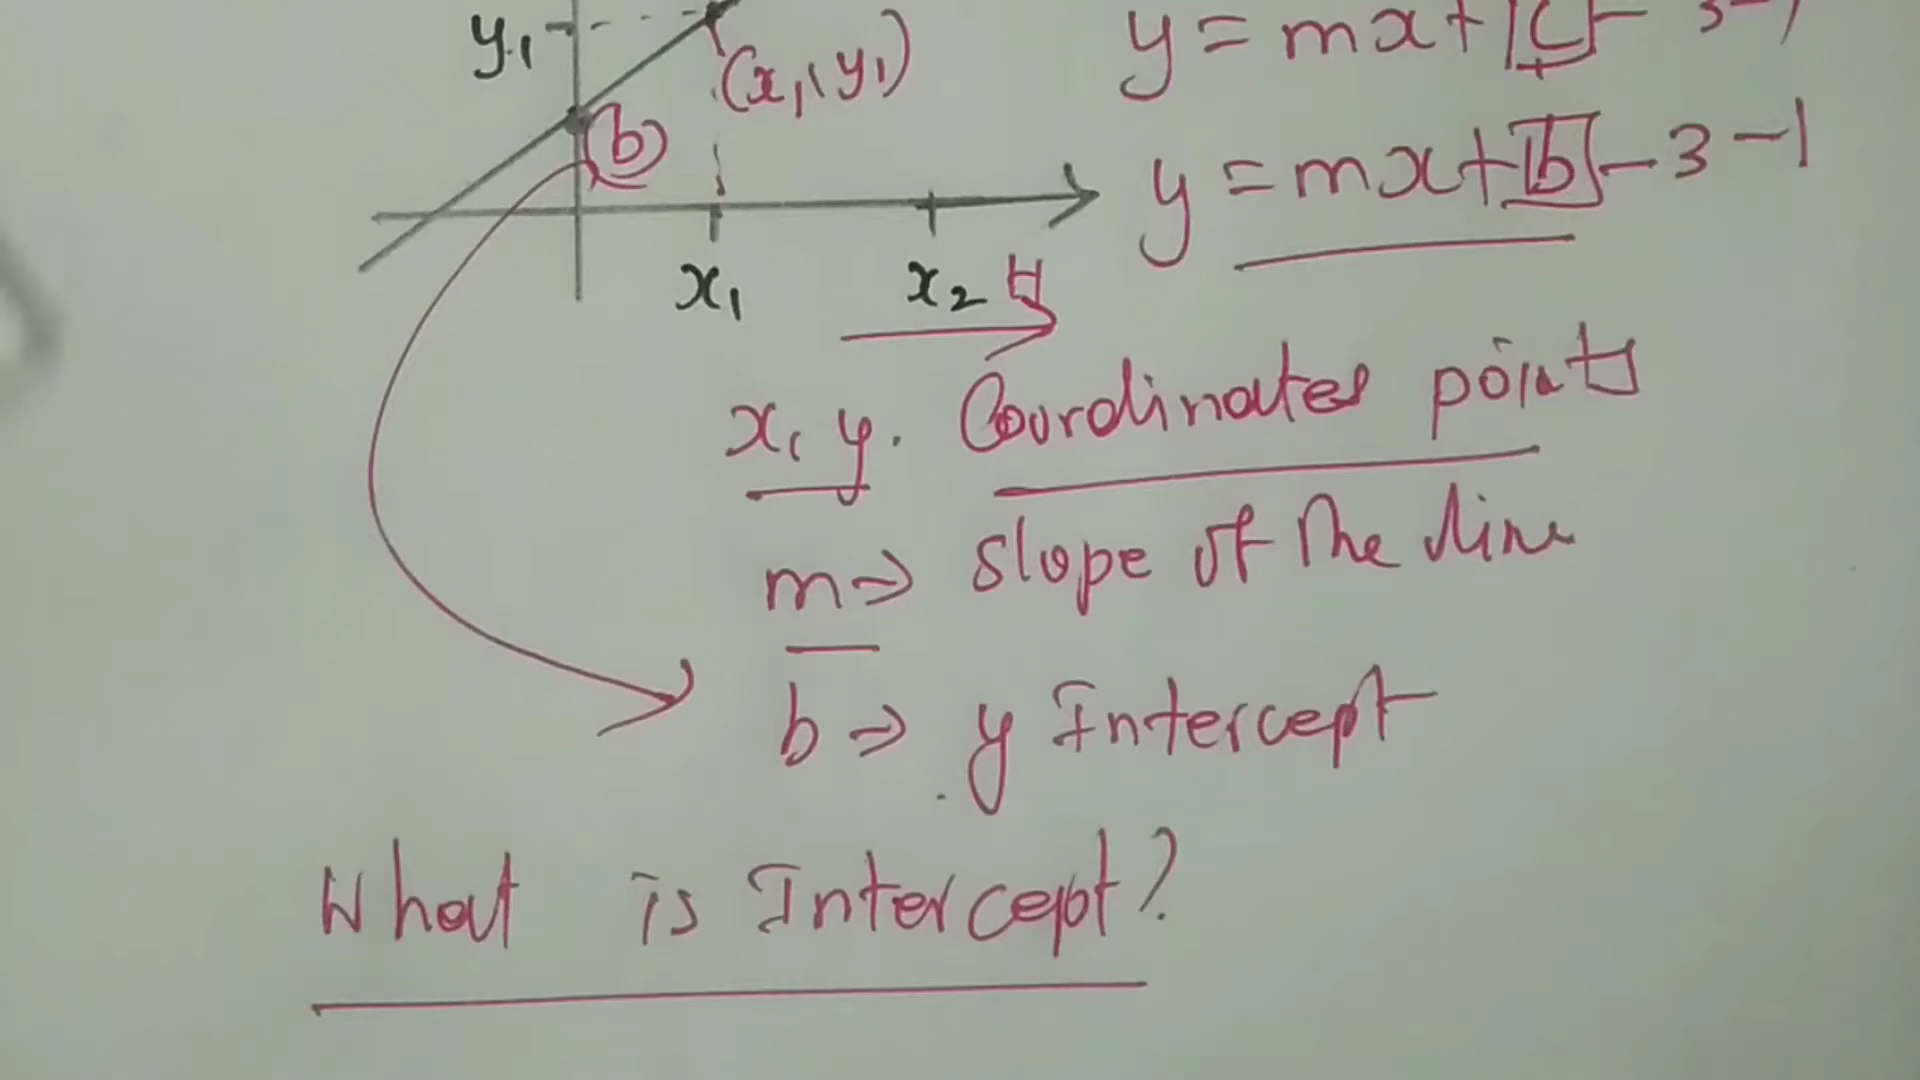 y1
(x1, y1)
b
x1
x2 H
y = mx + C
y = mx + b - 3 - 1
x, y. Coordinates points
m => slope of the line
b => y Intercept
What is Intercept?